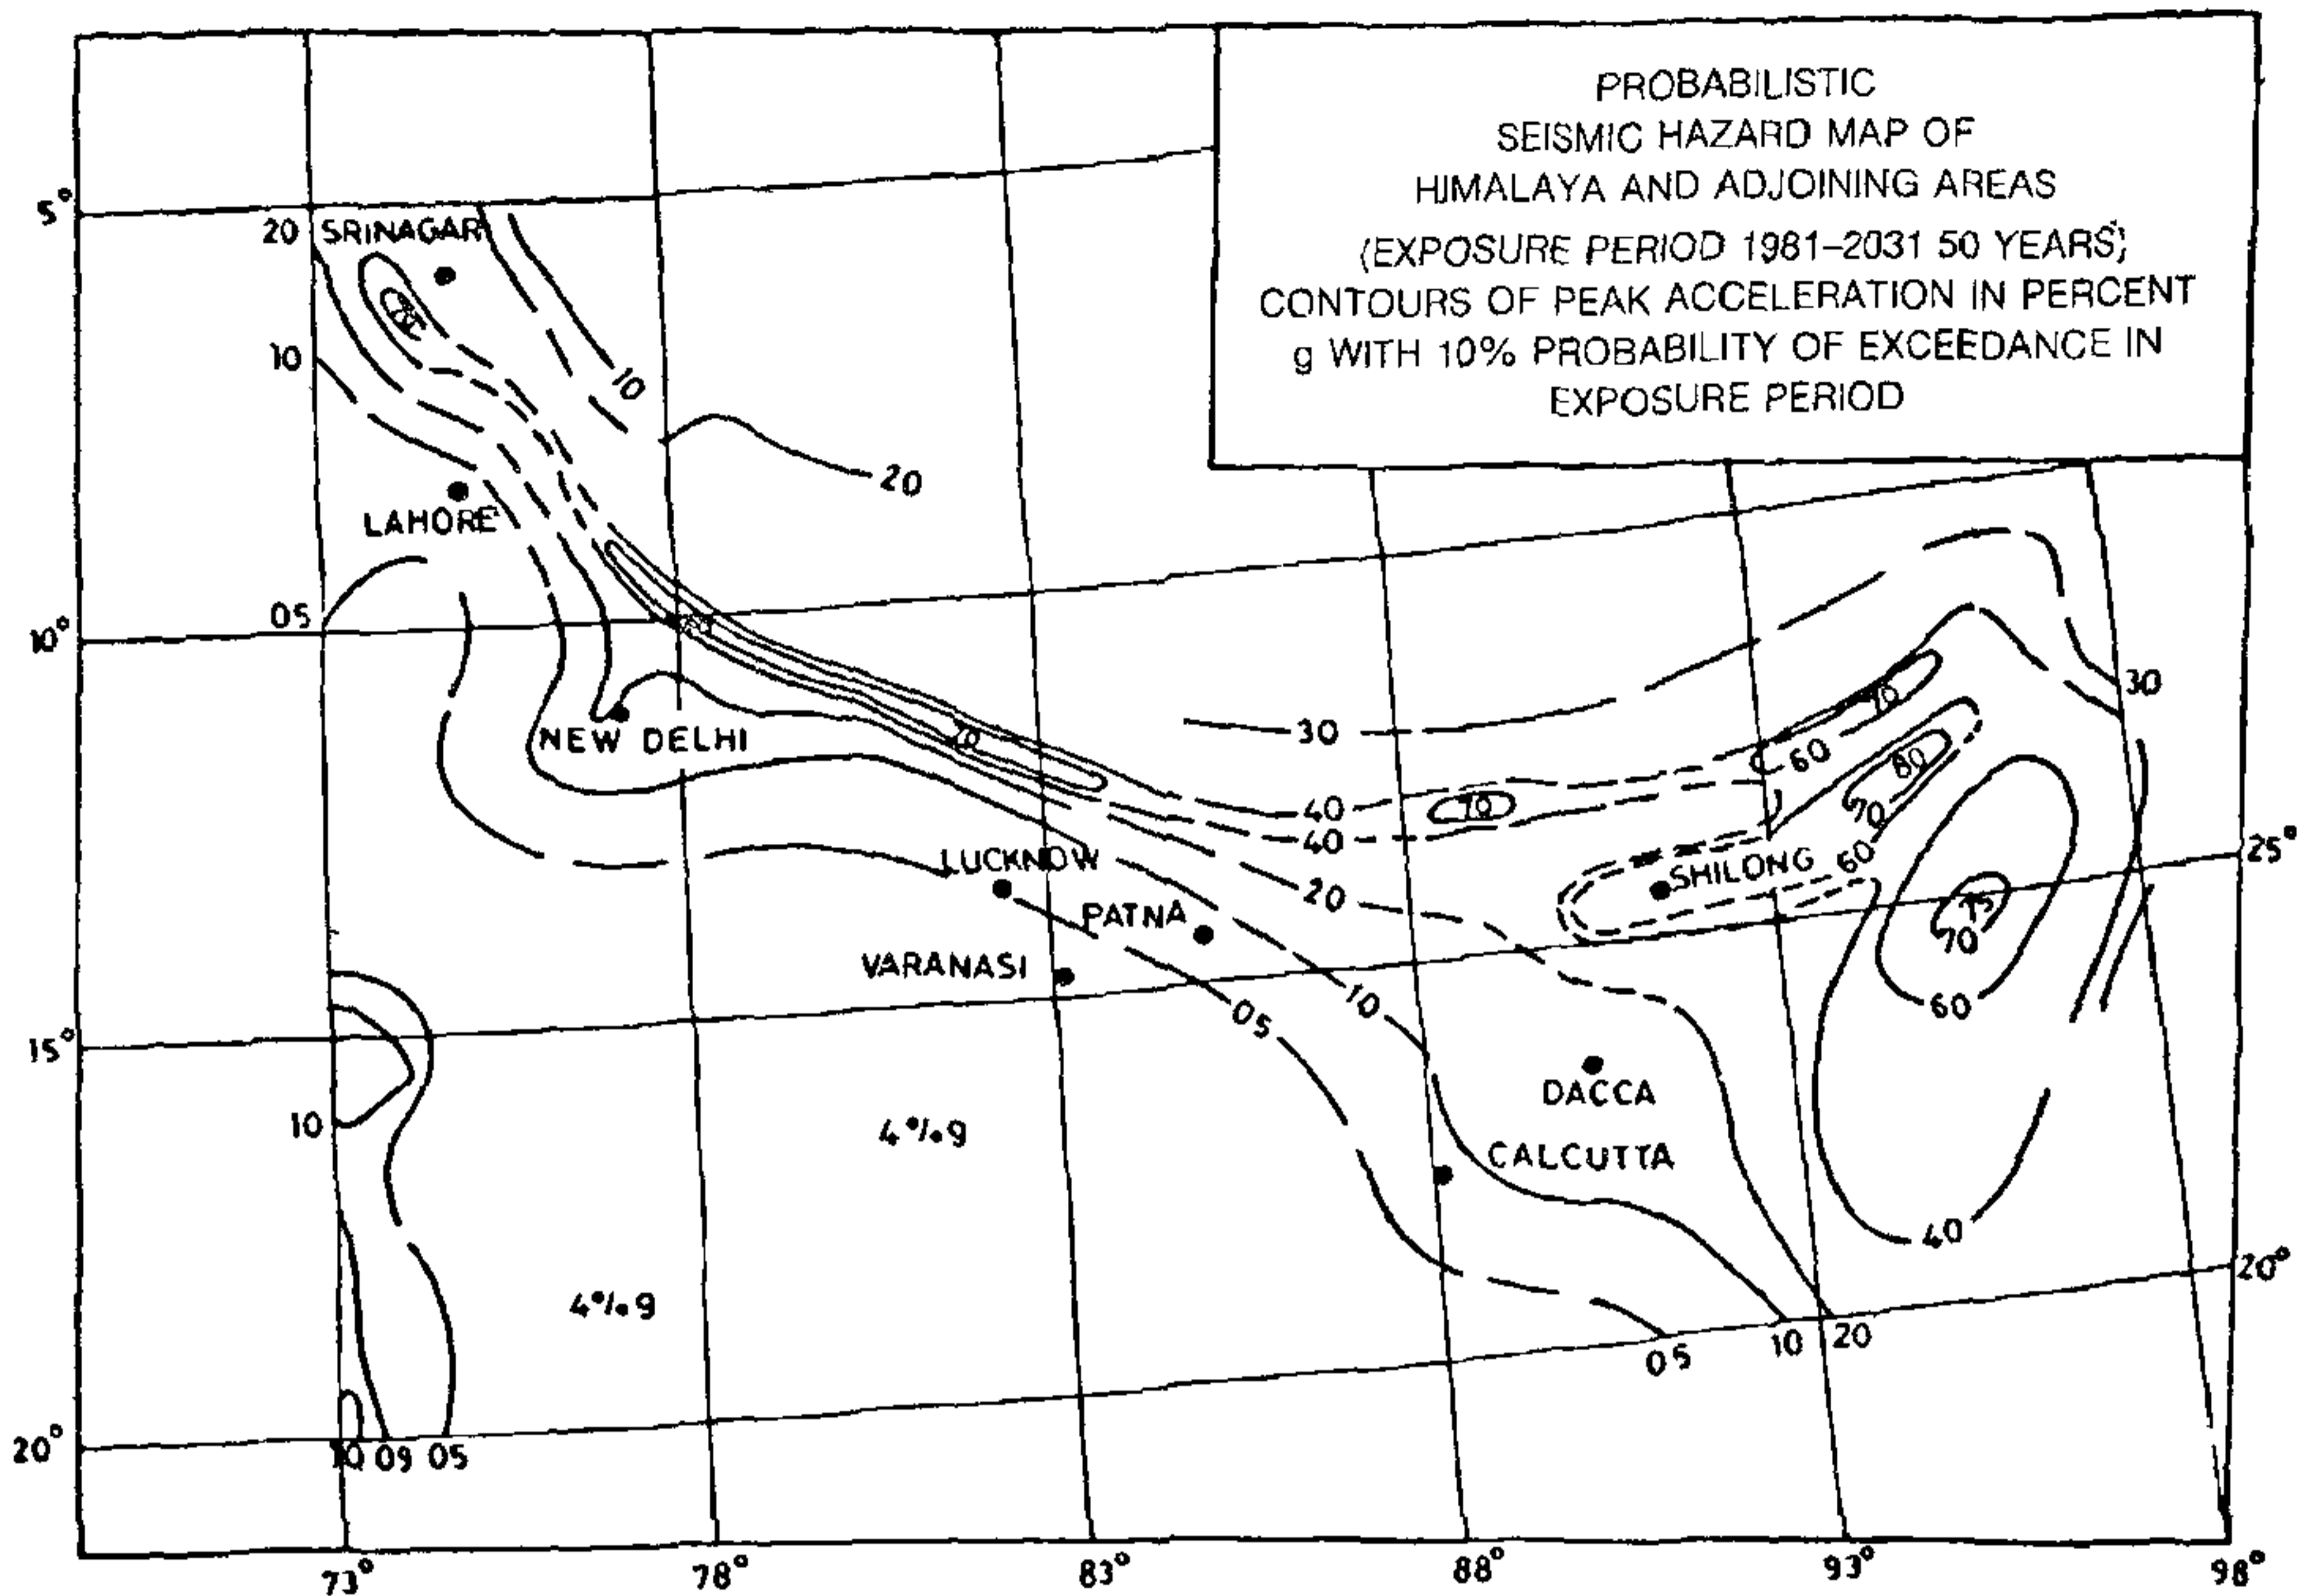 PROBABILISTIC
SEISMIC HAZARD MAP OF
HIMALAYA AND ADJOINING AREAS
(EXPOSURE PERIOD 1981–2031 50 YEARS)
CONTOURS OF PEAK ACCELERATION IN PERCENT
g WITH 10% PROBABILITY OF EXCEEDANCE IN
EXPOSURE PERIOD
5°
20 SRINAGAR
10
10
20
LAHORE
05
10°
NEW DELHI
70
30
30
70
60
80
70
40
70
40
LUCKNOW
SHILONG
60
25°
20
PATNA
75
70
VARANASI
10
60
05
15°
DACCA
10
4%g
CALCUTTA
40
20°
4%g
05
10
20
20°
10 09 05
73°
78°
83°
88°
93°
98°